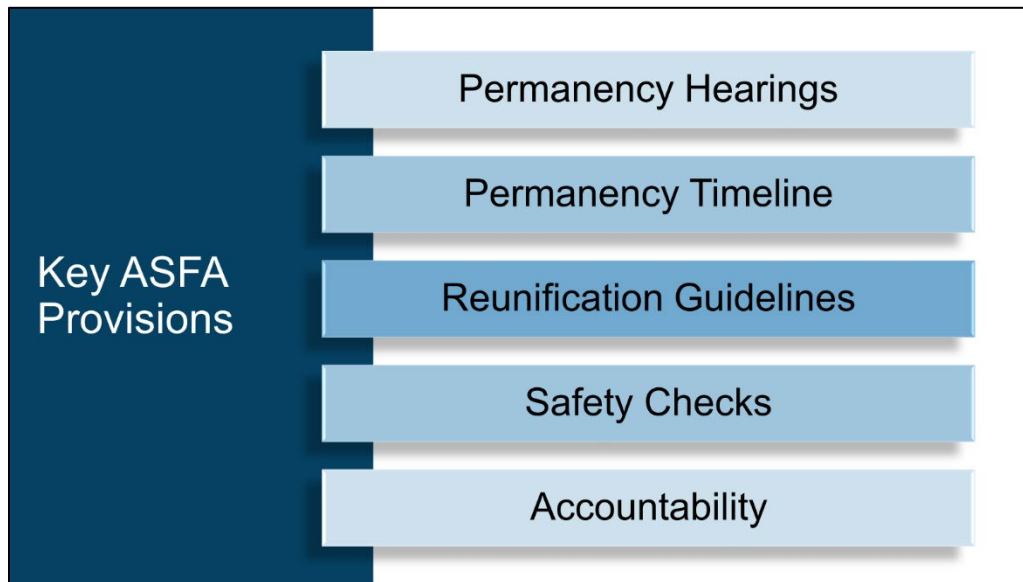 Key ASFA
Provisions
Permanency Hearings
Permanency Timeline
Reunification Guidelines
Safety Checks
Accountability